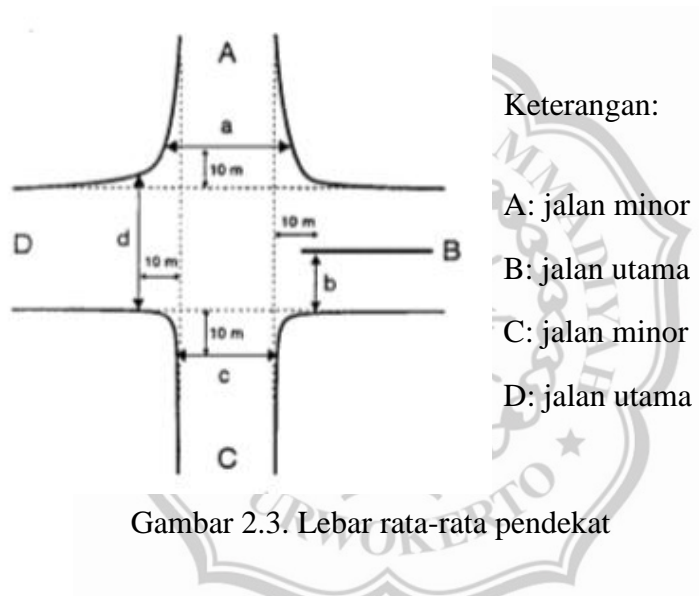 A
a
10 m
Keterangan:
A: jalan minor
10 m
D
d
B
B: jalan utama
10 m
b
C: jalan minor
10 m
c
D: jalan utama
C
Gambar 2.3. Lebar rata-rata pendekat